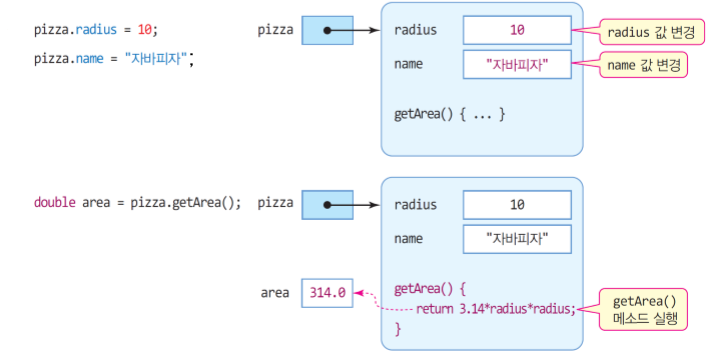 pizza.radius = 10;
pizza.name = "자바피자";
pizza
radius 10
name "자바피자"
getArea() { ... }
radius 값 변경
name 값 변경
double area = pizza.getArea();
pizza
radius 10
name "자바피자"
area 314.0
getArea() {
return 3.14*radius*radius;
}
getArea()
메소드 실행